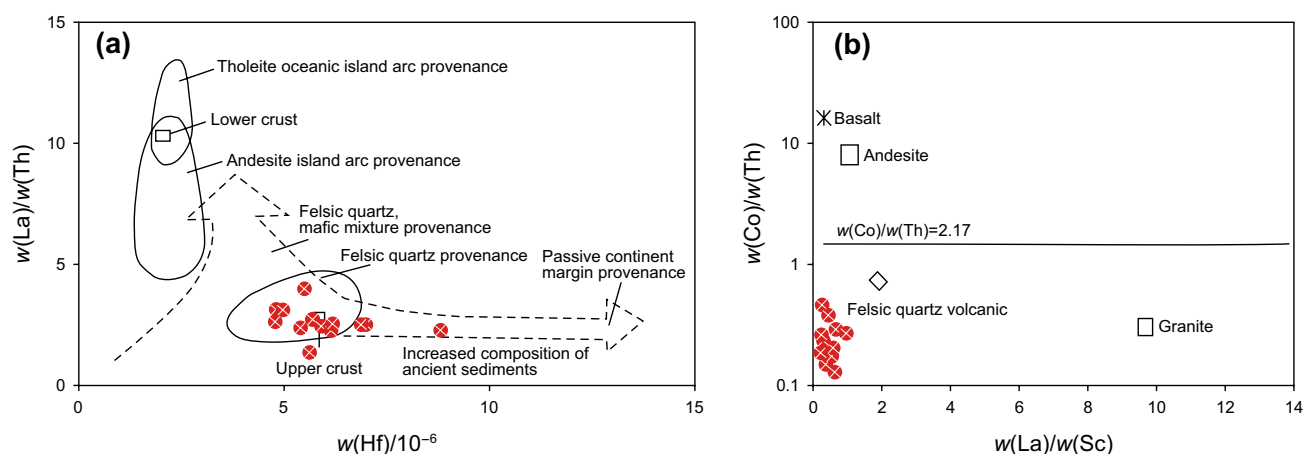 (a)
w(La)/w(Th)
15
10
5
0
Tholeite oceanic island arc provenance
Lower crust
Andesite island arc provenance
Felsic quartz,
mafic mixture provenance
Felsic quartz provenance
Passive continent
margin provenance
Upper crust
Increased composition of
ancient sediments
0
5
10
15
w(Hf)/10⁻⁶
(b)
w(Co)/w(Th)
100
10
1
0.1
Basalt
Andesite
w(Co)/w(Th)=2.17
Felsic quartz volcanic
Granite
0
2
4
6
8
10
12
14
w(La)/w(Sc)